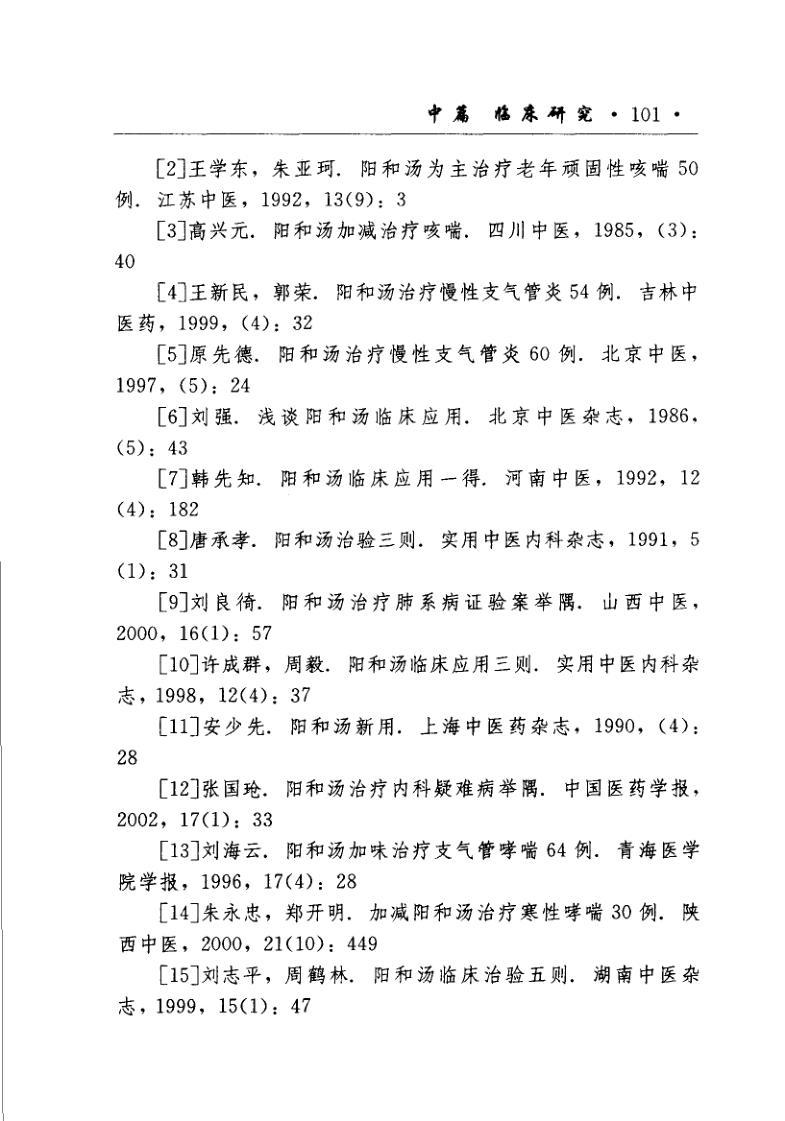 中篇 临床研究 · 101 ·
[2]王学东，朱亚珂．阳和汤为主治疗老年顽固性咳喘 50
例．江苏中医，1992，13(9)：3
[3]高兴元．阳和汤加减治疗咳喘．四川中医，1985，(3)：
40
[4]王新民，郭荣．阳和汤治疗慢性支气管炎 54 例．吉林中
医药，1999，(4)：32
[5]原先德．阳和汤治疗慢性支气管炎 60 例．北京中医，
1997，(5)：24
[6]刘强．浅谈阳和汤临床应用．北京中医杂志，1986，
(5)：43
[7]韩先知．阳和汤临床应用一得．河南中医，1992，12
(4)：182
[8]唐承孝．阳和汤治验三则．实用中医内科杂志，1991，5
(1)：31
[9]刘良徛．阳和汤治疗肺系病证验案举隅．山西中医，
2000，16(1)：57
[10]许成群，周毅．阳和汤临床应用三则．实用中医内科杂
志，1998，12(4)：37
[11]安少先．阳和汤新用．上海中医药杂志，1990，(4)：
28
[12]张国玱．阳和汤治疗内科疑难病举隅．中国医药学报，
2002，17(1)：33
[13]刘海云．阳和汤加味治疗支气管哮喘 64 例．青海医学
院学报，1996，17(4)：28
[14]朱永忠，郑开明．加减阳和汤治疗寒性哮喘 30 例．陕
西中医，2000，21(10)：449
[15]刘志平，周鹤林．阳和汤临床治验五则．湖南中医杂
志，1999，15(1)：47